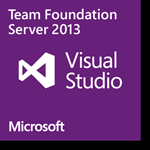 Team Foundation
Server 2013
Visual
Studio
Microsoft